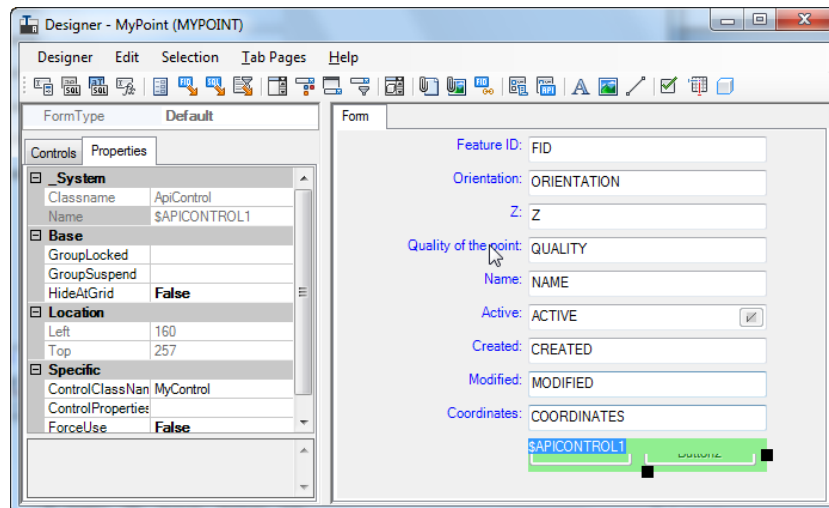 Designer - MyPoint (MYPOINT)
Designer Edit Selection Tab Pages Help
FormType Default
Form
Controls Properties
_System
Classname ApiControl
Name $APICONTROL1
Base
GroupLocked
GroupSuspend
HideAtGrid False
Location
Left 160
Top 257
Specific
ControlClassNan MyControl
ControlProperties
ForceUse False
Feature ID: FID
Orientation: ORIENTATION
Z: Z
Quality of the point: QUALITY
Name: NAME
Active: ACTIVE
Created: CREATED
Modified: MODIFIED
Coordinates: COORDINATES
$APICONTROL1
Button2